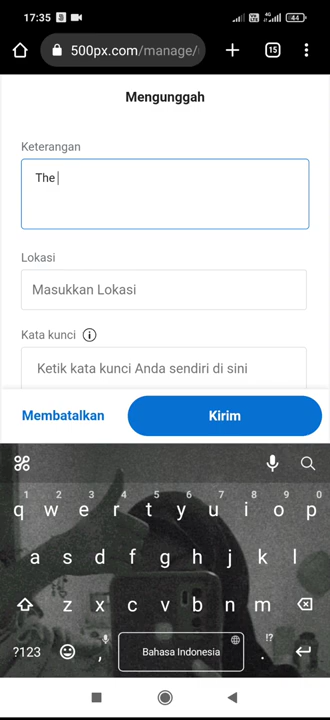 17:35
4G
44
500px.com/manage/
15
Mengunggah
Keterangan
The
Lokasi
Masukkan Lokasi
Kata kunci
Ketik kata kunci Anda sendiri di sini
Membatalkan Kirim
1 2 3 4 5 6 7 8 9 0
q w e r t y u i o p
a s d f g h j k l
z x c v b n m
?123 , Bahasa Indonesia . !?